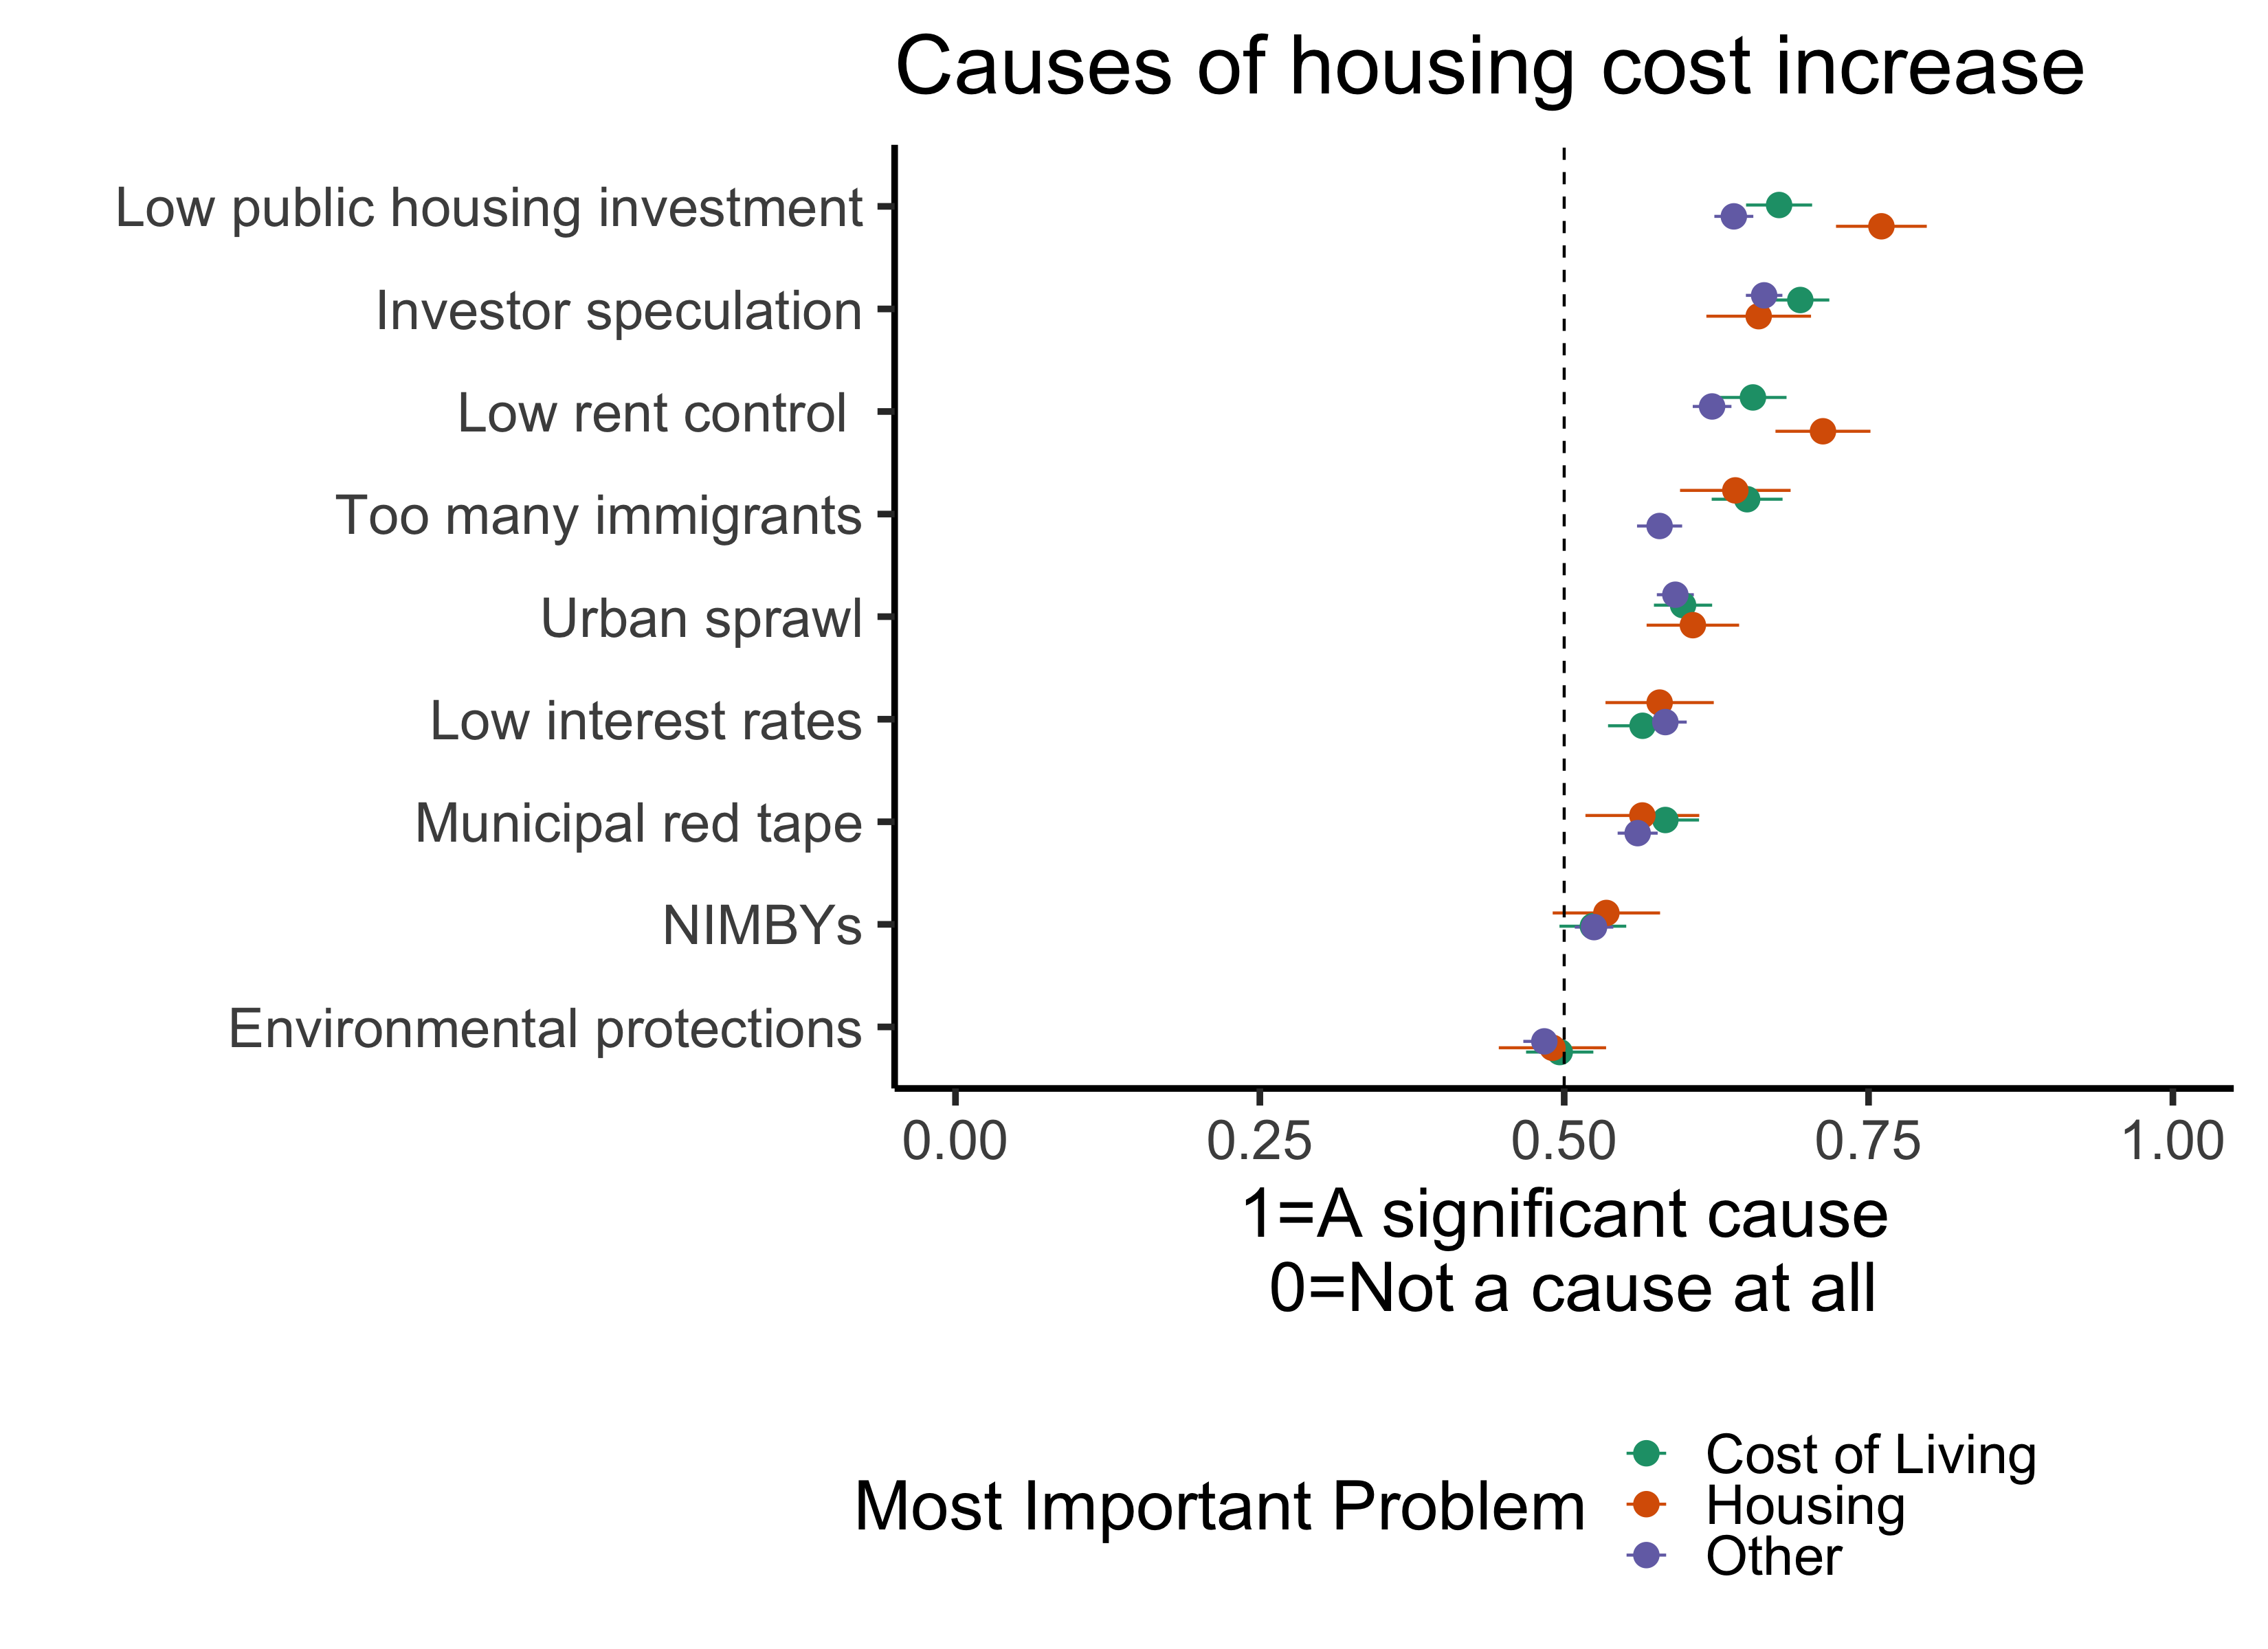 Causes of housing cost increase
Low public housing investment
Investor speculation
Low rent control
Too many immigrants
Urban sprawl
Low interest rates
Municipal red tape
NIMBYs
Environmental protections
0.00 0.25 0.50 0.75 1.00
1=A significant cause
0=Not a cause at all
Most Important Problem
Cost of Living
Housing
Other